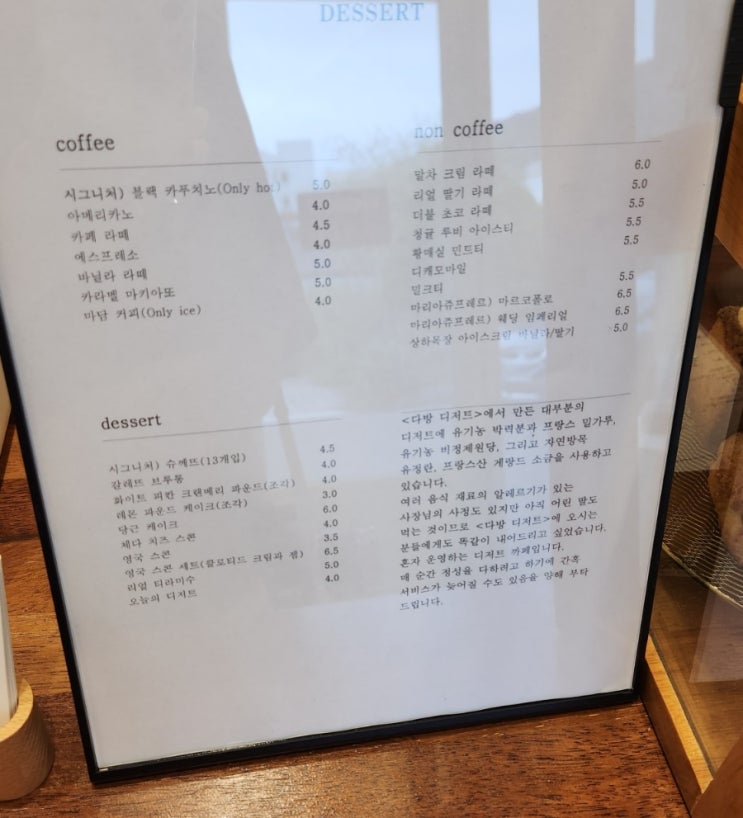 DESSERT
coffee
시그니처) 블랙 카푸치노(Only hot) 5.0
아메리카노 4.0
카페 라떼 4.5
에스프레소 4.0
바닐라 라떼 5.0
카라멜 마키아또 5.0
마담 커피(Only ice) 4.0
non coffee
말차 크림 라떼 6.0
리얼 딸기 라떼 5.0
더블 초코 라떼 5.5
청귤 루비 아이스티 5.5
황매실 민트티 5.5
디캐모마일
밀크티 5.5
마리아쥬프레르) 마르코폴로 6.5
마리아쥬프레르) 웨딩 임페리얼 6.5
상하목장 아이스크림 바닐라/딸기 5.0
dessert
시그니처) 슈께뜨(13개입) 4.5
갈레트 브루통 4.0
화이트 피칸 크랜베리 파운드(조각) 4.0
레몬 파운드 케이크(조각) 3.0
당근 케이크 6.0
체다 치즈 스콘 4.0
영국 스콘 3.5
영국 스콘 세트(클로티드 크림과 잼) 6.5
리얼 티라미수 5.0
오늘의 디저트 4.0
<다방 디저트>에서 만든 대부분의
디저트에 유기농 박력분과 프랑스 밀가루,
유기농 비정제원당, 그리고 자연방목
유정란, 프랑스산 게랑드 소금을 사용하고
있습니다.
여러 음식 재료의 알레르기가 있는
사장님의 사정도 있지만 아직 어린 딸도
먹는 것이므로 <다방 디저트>에 오시는
분들에게도 똑같이 내어드리고 싶었습니다.
혼자 운영하는 디저트 까페입니다.
매 순간 정성을 다하려고 하기에 간혹
서비스가 늦어질 수도 있음을 양해 부탁
드립니다.